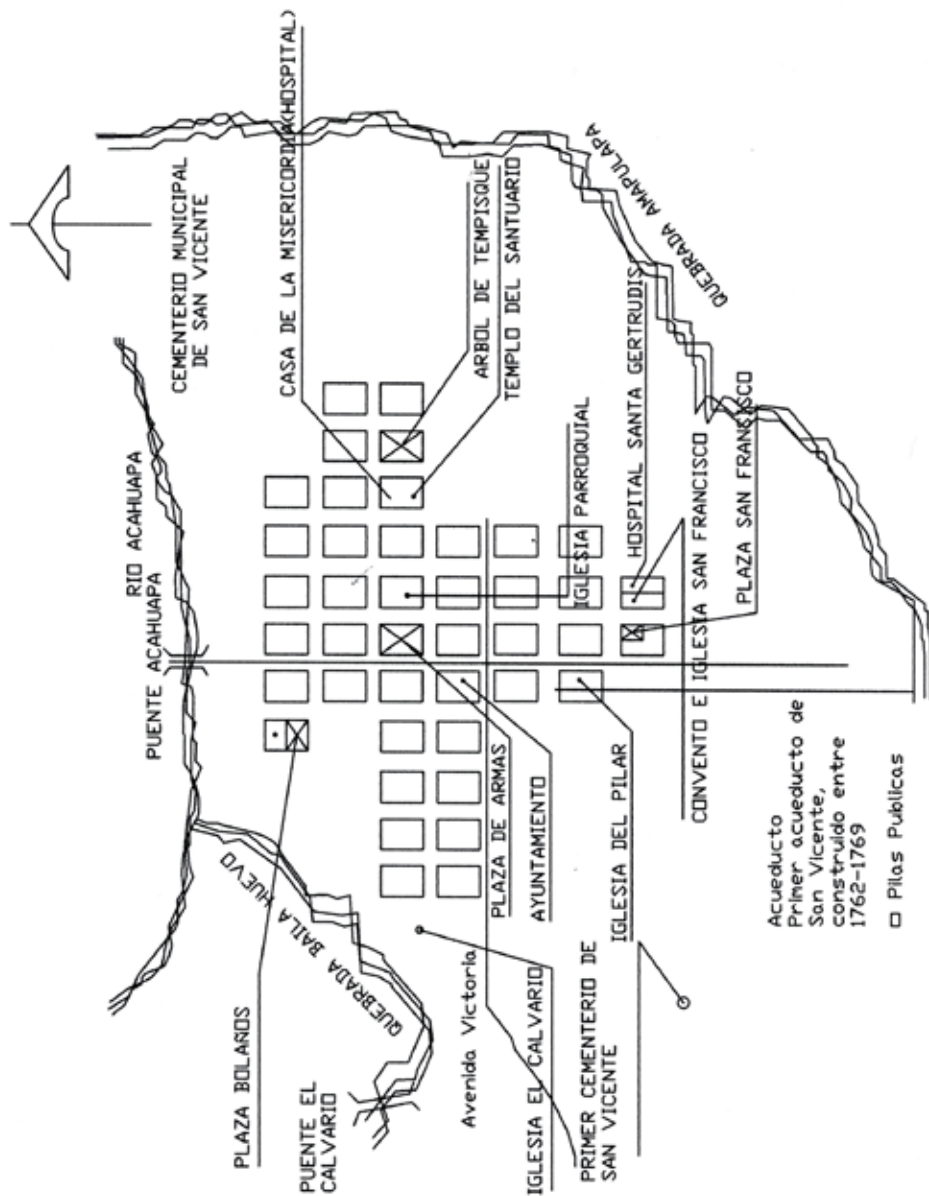 CEMENTERIO MUNICIPAL
DE SAN VICENTE
CASA DE LA MISERICORDIA(HOSPITAL)
ARBOL DE TEMPISQUE
TEMPLO DEL SANTUARIO
QUEBRADA AMAPULAPA
RIO ACAHUAPA
PUENTE ACAHUAPA
IGLESIA PARROQUIAL
HOSPITAL SANTA GERTRUDIS
CONVENTO E IGLESIA SAN FRANCISCO
PLAZA SAN FRANCISCO
PLAZA BOLAÑOS
QUEBRADA BAILA HUEVO
PUENTE EL
CALVARIO
Avenida Victoria
PLAZA DE ARMAS
AYUNTAMIENTO
IGLESIA EL CALVARIO
IGLESIA DEL PILAR
PRIMER CEMENTERIO DE
SAN VICENTE
Acueducto
Primer acueducto de
San Vicente,
construido entre
1762-1769
Pilas Publicas